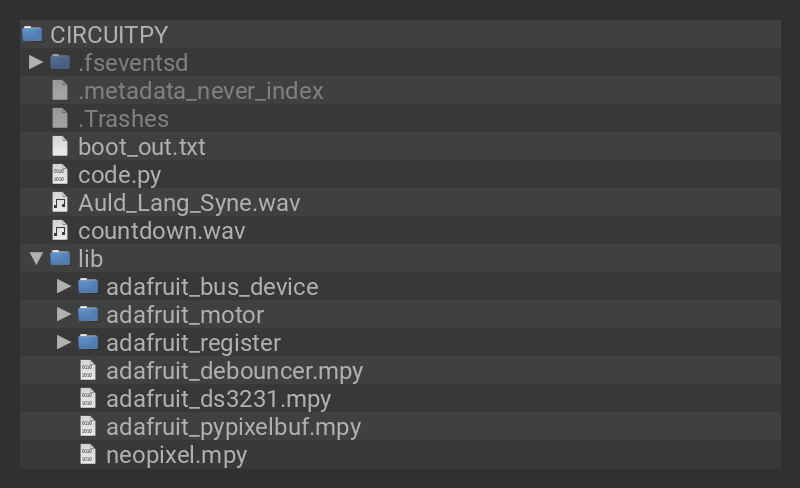 CIRCUITPY
.fseventsd
.metadata_never_index
.Trashes
boot_out.txt
code.py
Auld_Lang_Syne.wav
countdown.wav
lib
adafruit_bus_device
adafruit_motor
adafruit_register
adafruit_debouncer.mpy
adafruit_ds3231.mpy
adafruit_pypixelbuf.mpy
neopixel.mpy